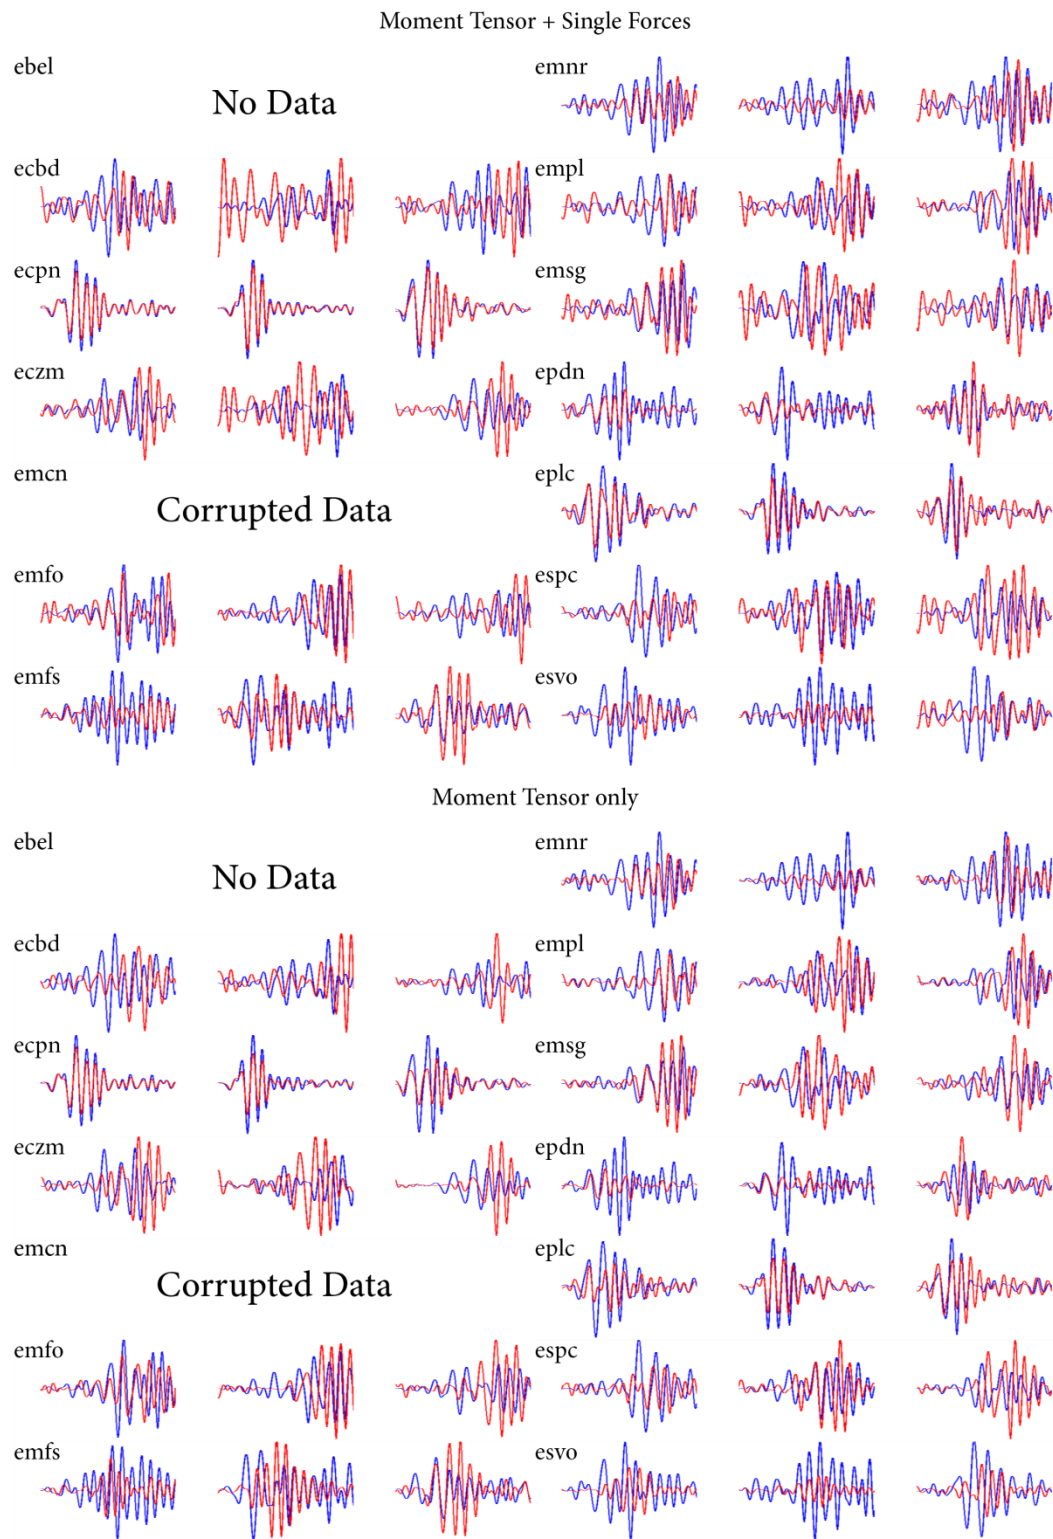 Moment Tensor + Single Forces
ebel
No Data
emnr
ecbd
empl
ecpn
emsg
eczm
epdn
emcn
Corrupted Data
eplc
emfo
espc
emfs
esvo
Moment Tensor only
ebel
No Data
emnr
ecbd
empl
ecpn
emsg
eczm
epdn
emcn
Corrupted Data
eplc
emfo
espc
emfs
esvo